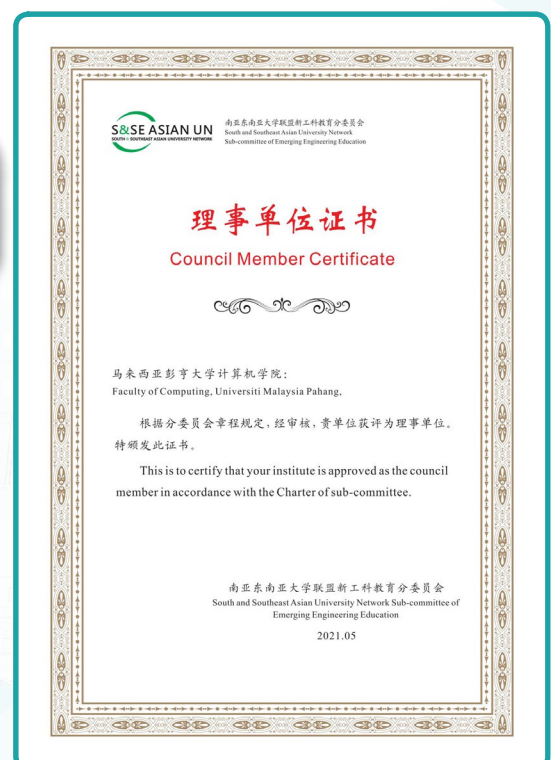 S&SE ASIAN UN
SOUTH & SOUTHEAST ASIAN UNIVERSITY NETWORK
南亚东南亚大学联盟新工科教育分委员会
South and Southeast Asian University Network
Sub-committee of Emerging Engineering Education
理事单位证书
Council Member Certificate
马来西亚彭亨大学计算机学院：
Faculty of Computing, Universiti Malaysia Pahang,
根据分委员会章程规定，经审核，贵单位获评为理事单位。
特颁发此证书。
This is to certify that your institute is approved as the council
member in accordance with the Charter of sub-committee.
南亚东南亚大学联盟新工科教育分委员会
South and Southeast Asian University Network Sub-committee of
Emerging Engineering Education
2021.05